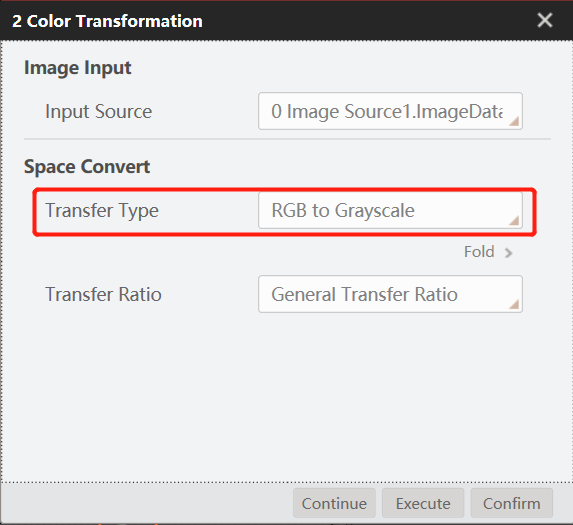 2 Color Transformation
Image Input
Input Source 0 Image Source1.ImageData
Space Convert
Transfer Type RGB to Grayscale
Fold
Transfer Ratio General Transfer Ratio
Continue Execute Confirm